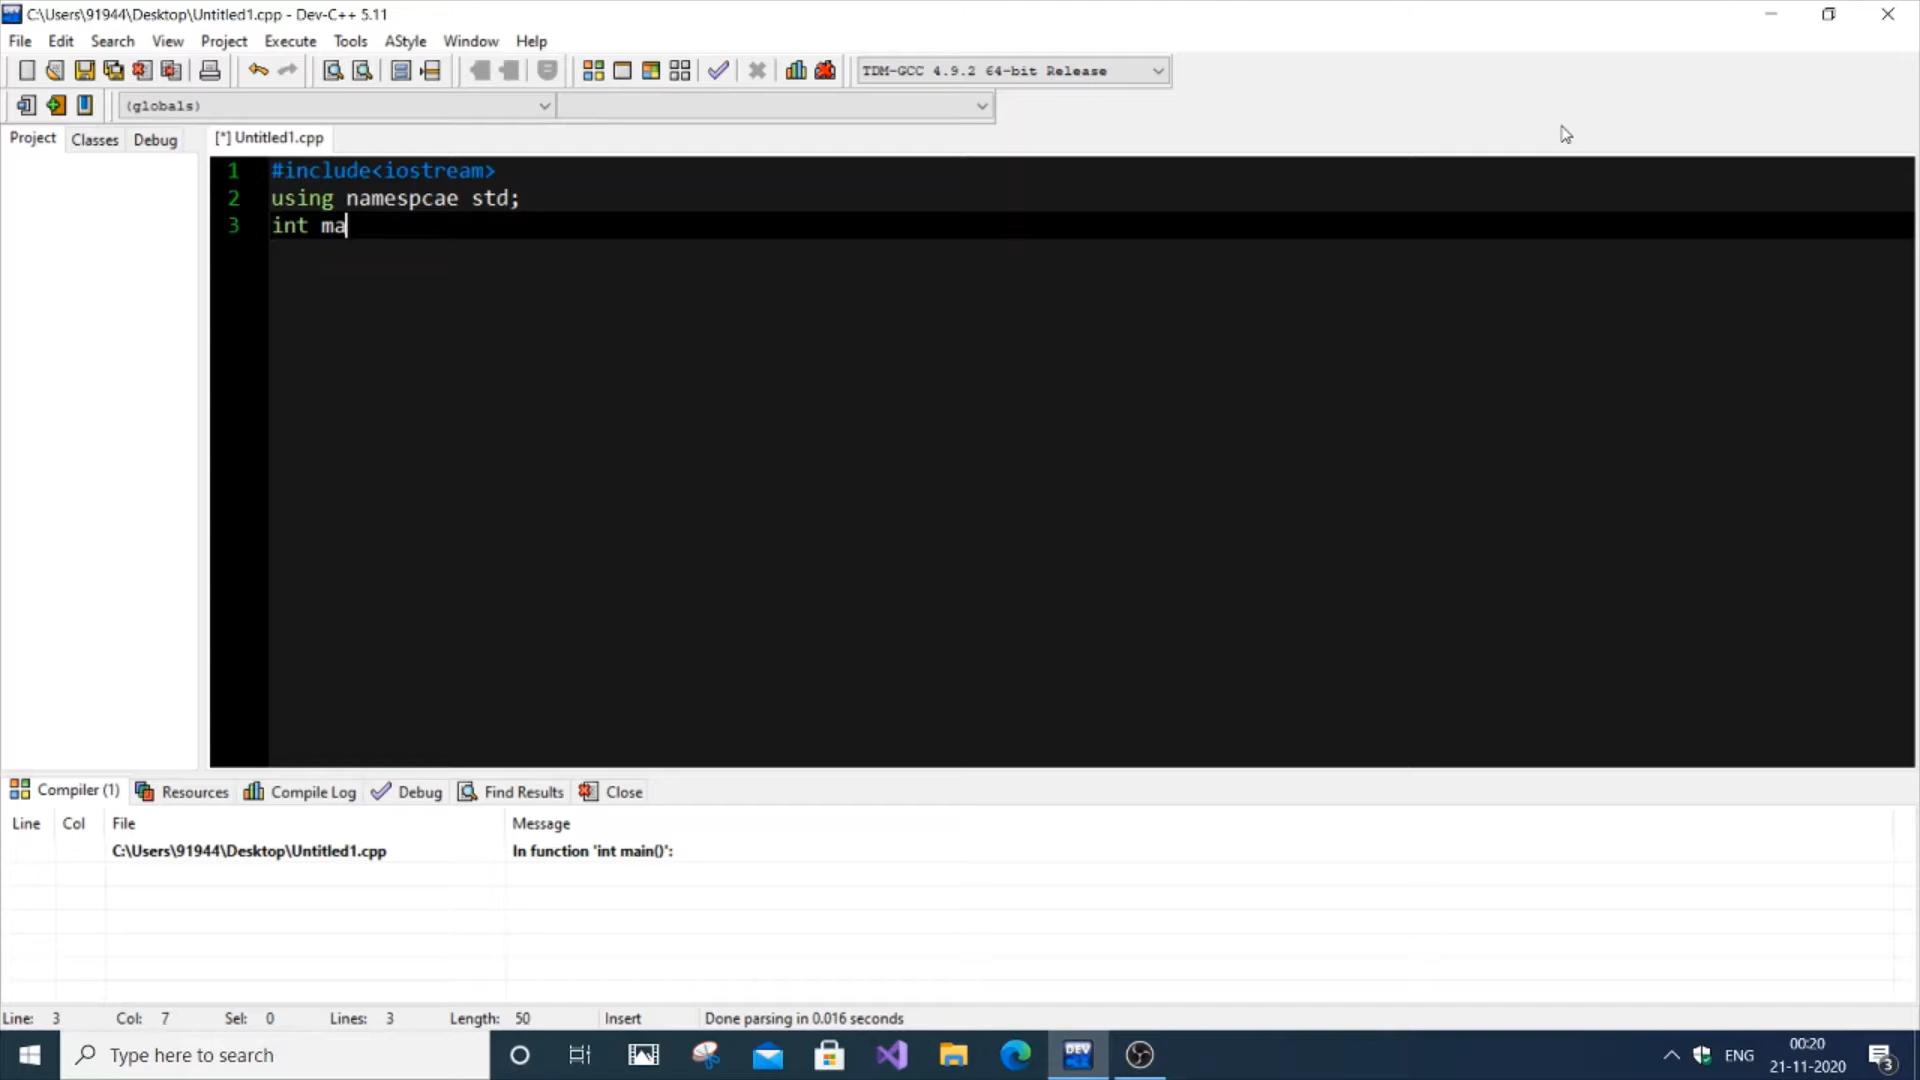 C:\Users\91944\Desktop\Untitled1.cpp - Dev-C++ 5.11
File Edit Search View Project Execute Tools AStyle Window Help
TDM-GCC 4.9.2 64-bit Release
(globals)
Project Classes Debug [*] Untitled1.cpp
1 #include<iostream>
2 using namespcae std;
3 int ma
Compiler (1) Resources Compile Log Debug Find Results Close
Line Col File Message
C:\Users\91944\Desktop\Untitled1.cpp In function 'int main()':
Line: 3 Col: 7 Sel: 0 Lines: 3 Length: 50 Insert Done parsing in 0.016 seconds
Type here to search DEV ENG 00:20
21-11-2020 3